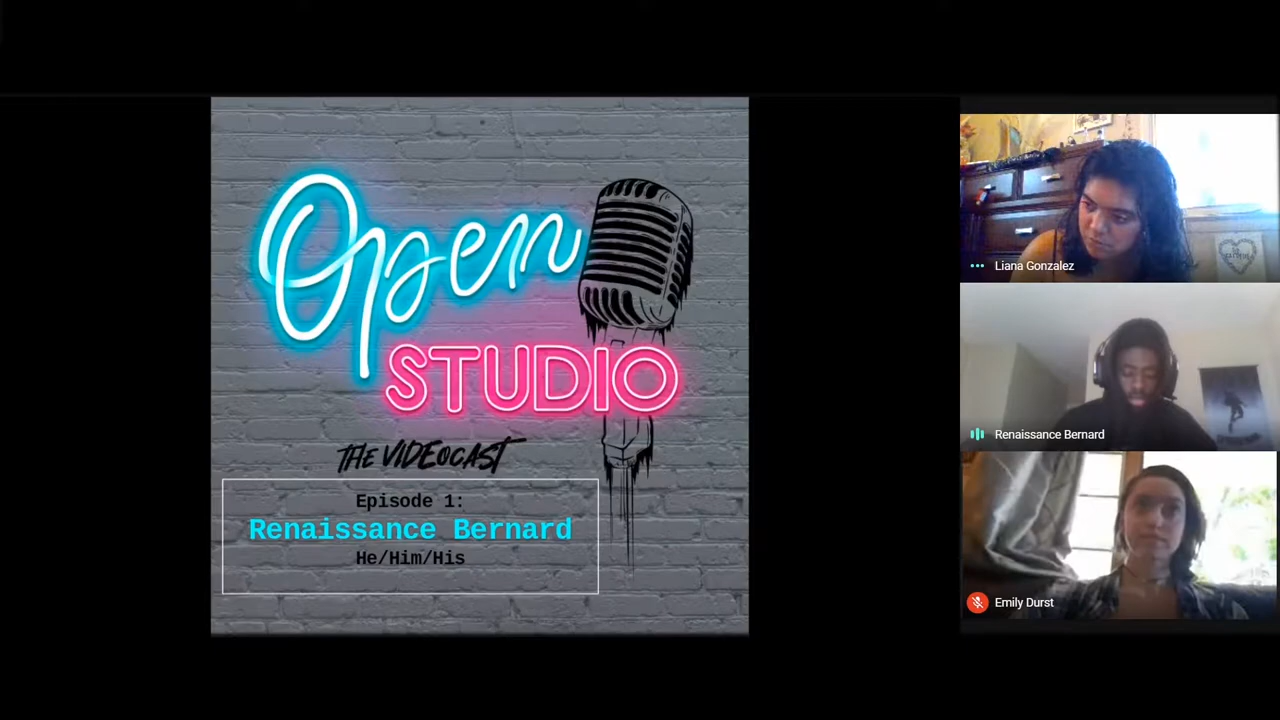 Open
STUDIO
THE VIDEOCAST
Episode 1:
Renaissance Bernard
He/Him/His
Liana Gonzalez
Renaissance Bernard
Emily Durst